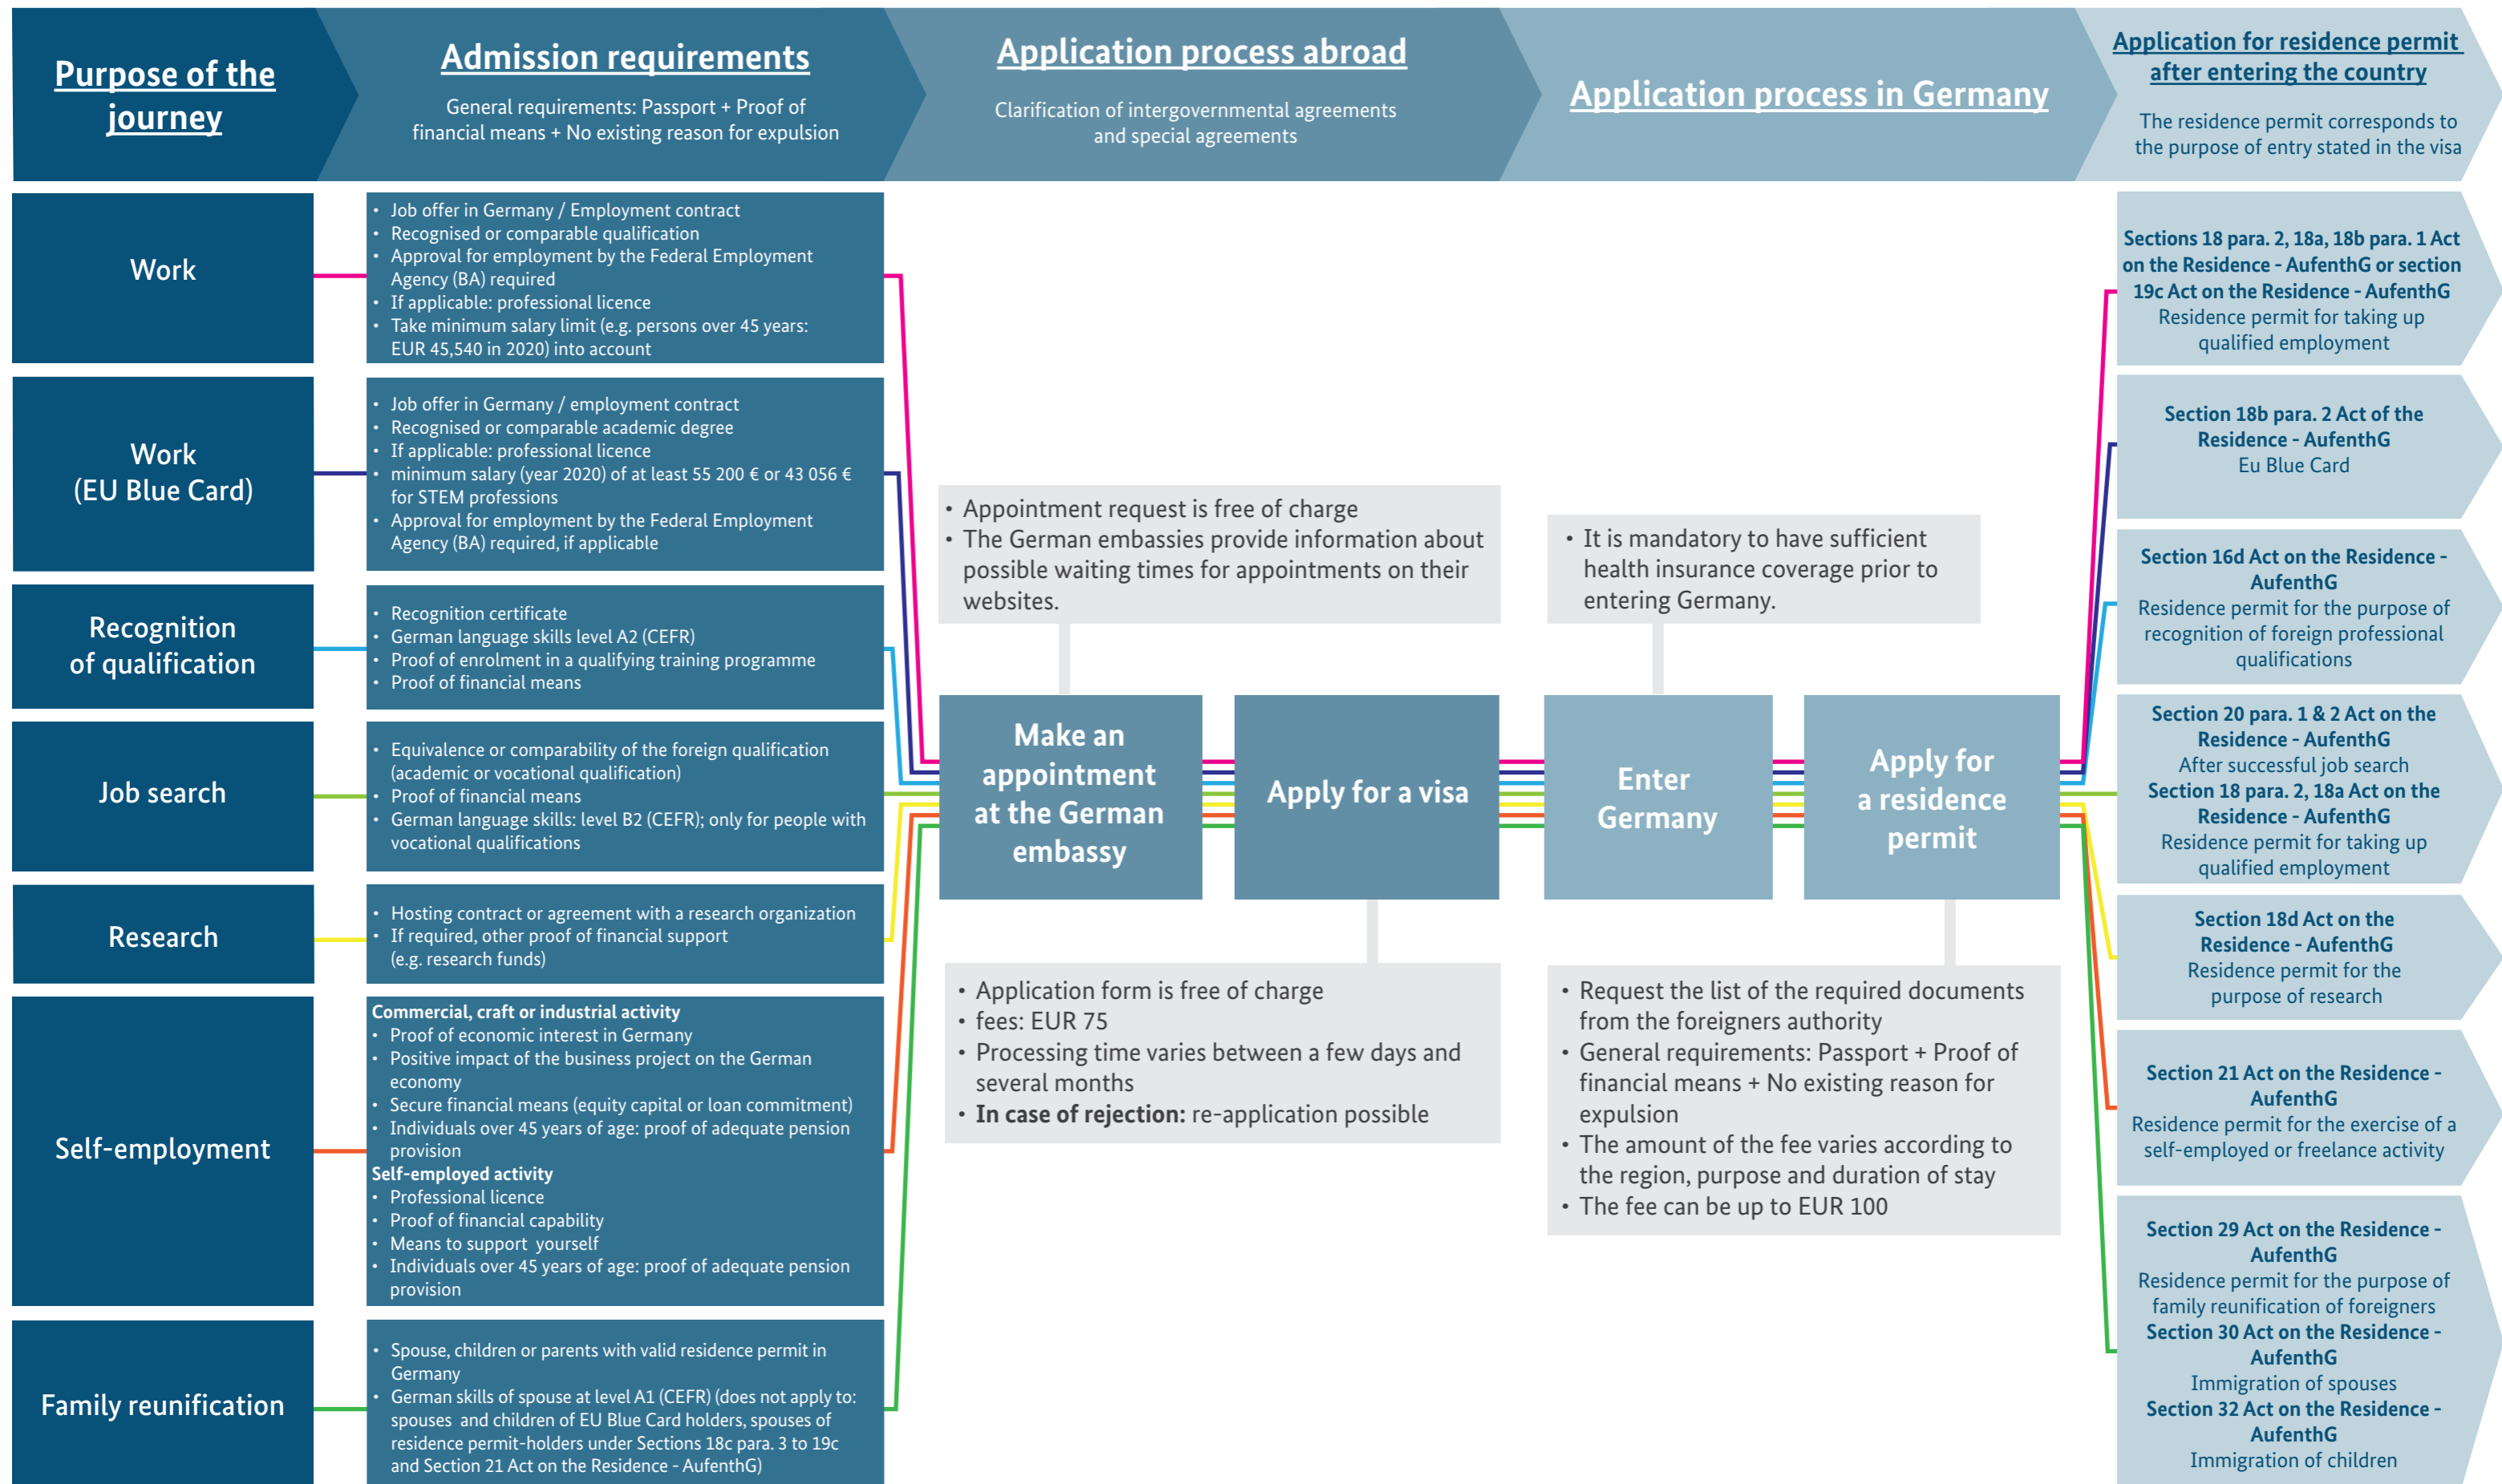 Purpose of the
journey
Admission requirements
General requirements: Passport + Proof of
financial means + No existing reason for expulsion
Application process abroad
Clarification of intergovernmental agreements
and special agreements
Application process in Germany
Application for residence permit
after entering the country
The residence permit corresponds to
the purpose of entry stated in the visa
Work
• Job offer in Germany / Employment contract
• Recognised or comparable qualification
• Approval for employment by the Federal Employment
Agency (BA) required
• If applicable: professional licence
• Take minimum salary limit (e.g. persons over 45 years:
EUR 45,540 in 2020) into account
Work
(EU Blue Card)
• Job offer in Germany / employment contract
• Recognised or comparable academic degree
• If applicable: professional licence
• minimum salary (year 2020) of at least 55 200 € or 43 056 €
for STEM professions
• Approval for employment by the Federal Employment
Agency (BA) required, if applicable
Recognition
of qualification
• Recognition certificate
• German language skills level A2 (CEFR)
• Proof of enrolment in a qualifying training programme
• Proof of financial means
Job search
• Equivalence or comparability of the foreign qualification
(academic or vocational qualification)
• Proof of financial means
• German language skills: level B2 (CEFR); only for people with
vocational qualifications
Research
• Hosting contract or agreement with a research organization
• If required, other proof of financial support
(e.g. research funds)
Self-employment
Commercial, craft or industrial activity
• Proof of economic interest in Germany
• Positive impact of the business project on the German
economy
• Secure financial means (equity capital or loan commitment)
• Individuals over 45 years of age: proof of adequate pension
provision
Self-employed activity
• Professional licence
• Proof of financial capability
• Means to support yourself
• Individuals over 45 years of age: proof of adequate pension
provision
Family reunification
• Spouse, children or parents with valid residence permit in
Germany
• German skills of spouse at level A1 (CEFR) (does not apply to:
spouses and children of EU Blue Card holders, spouses of
residence permit-holders under Sections 18c para. 3 to 19c
and Section 21 Act on the Residence - AufenthG)
• Appointment request is free of charge
• The German embassies provide information about
possible waiting times for appointments on their
websites.
Make an
appointment
at the German
embassy
Apply for a visa
• Application form is free of charge
• fees: EUR 75
• Processing time varies between a few days and
several months
• In case of rejection: re-application possible
• It is mandatory to have sufficient
health insurance coverage prior to
entering Germany.
Enter
Germany
Apply for
a residence
permit
• Request the list of the required documents
from the foreigners authority
• General requirements: Passport + Proof of
financial means + No existing reason for
expulsion
• The amount of the fee varies according to
the region, purpose and duration of stay
• The fee can be up to EUR 100
Sections 18 para. 2, 18a, 18b para. 1 Act
on the Residence - AufenthG or section
19c Act on the Residence - AufenthG
Residence permit for taking up
qualified employment
Section 18b para. 2 Act of the
Residence - AufenthG
Eu Blue Card
Section 16d Act on the Residence -
AufenthG
Residence permit for the purpose of
recognition of foreign professional
qualifications
Section 20 para. 1 & 2 Act on the
Residence - AufenthG
After successful job search
Section 18 para. 2, 18a Act on the
Residence - AufenthG
Residence permit for taking up
qualified employment
Section 18d Act on the
Residence - AufenthG
Residence permit for the
purpose of research
Section 21 Act on the Residence -
AufenthG
Residence permit for the exercise of a
self-employed or freelance activity
Section 29 Act on the Residence -
AufenthG
Residence permit for the purpose of
family reunification of foreigners
Section 30 Act on the Residence -
AufenthG
Immigration of spouses
Section 32 Act on the Residence -
AufenthG
Immigration of children